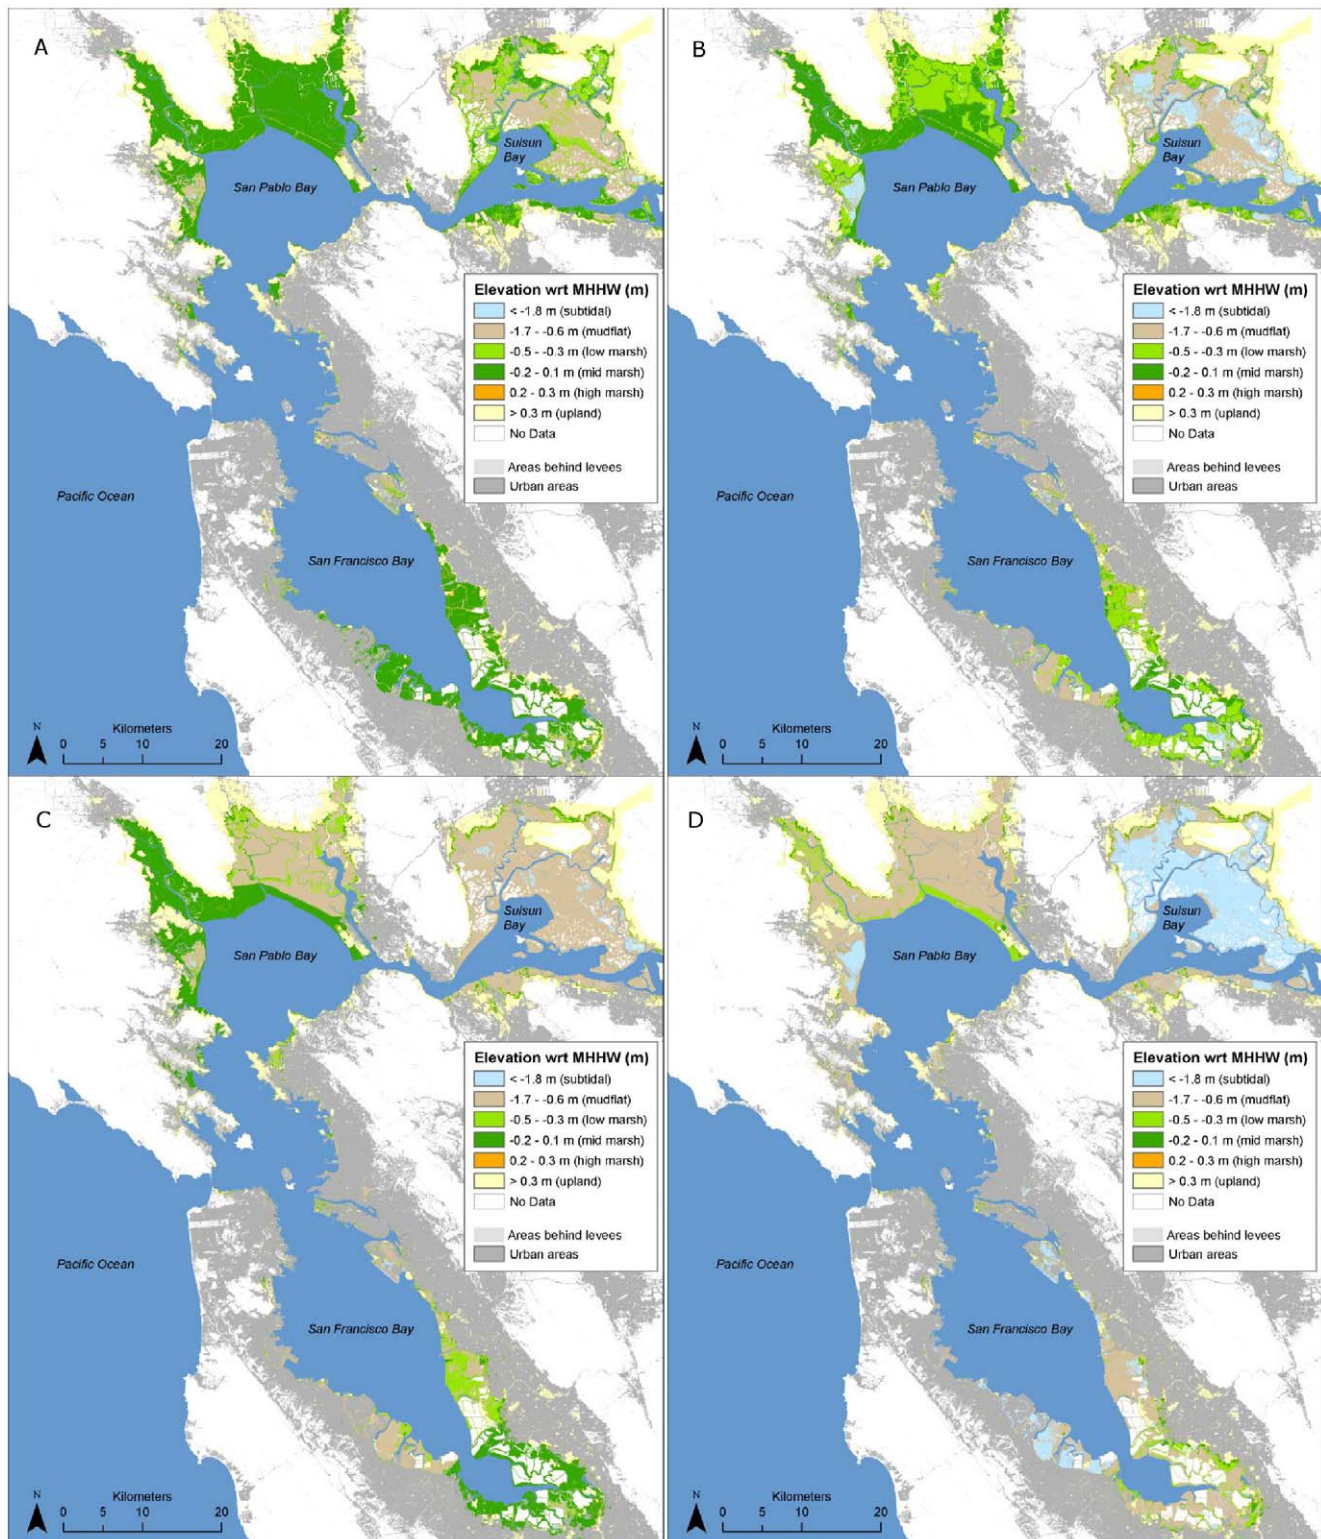 A
San Pablo Bay
Suisun
Bay
Elevation wrt MHHW (m)
< -1.8 m (subtidal)
-1.7 - -0.6 m (mudflat)
-0.5 - -0.3 m (low marsh)
-0.2 - 0.1 m (mid marsh)
0.2 - 0.3 m (high marsh)
> 0.3 m (upland)
No Data
Areas behind levees
Urban areas
Pacific Ocean
San Francisco Bay
N
Kilometers
0 5 10 20
B
San Pablo Bay
Suisun
Bay
Elevation wrt MHHW (m)
< -1.8 m (subtidal)
-1.7 - -0.6 m (mudflat)
-0.5 - -0.3 m (low marsh)
-0.2 - 0.1 m (mid marsh)
0.2 - 0.3 m (high marsh)
> 0.3 m (upland)
No Data
Areas behind levees
Urban areas
Pacific Ocean
San Francisco Bay
N
Kilometers
0 5 10 20
C
San Pablo Bay
Suisun
Bay
Elevation wrt MHHW (m)
< -1.8 m (subtidal)
-1.7 - -0.6 m (mudflat)
-0.5 - -0.3 m (low marsh)
-0.2 - 0.1 m (mid marsh)
0.2 - 0.3 m (high marsh)
> 0.3 m (upland)
No Data
Areas behind levees
Urban areas
Pacific Ocean
San Francisco Bay
N
Kilometers
0 5 10 20
D
San Pablo Bay
Suisun
Bay
Elevation wrt MHHW (m)
< -1.8 m (subtidal)
-1.7 - -0.6 m (mudflat)
-0.5 - -0.3 m (low marsh)
-0.2 - 0.1 m (mid marsh)
0.2 - 0.3 m (high marsh)
> 0.3 m (upland)
No Data
Areas behind levees
Urban areas
Pacific Ocean
San Francisco Bay
N
Kilometers
0 5 10 20